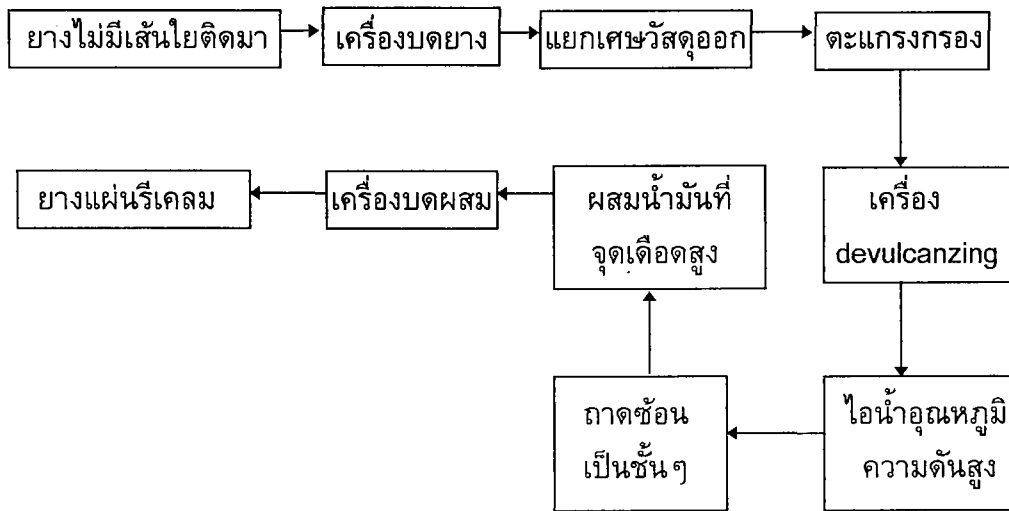 ยางไม่มีเส้นใยติดมา
เครื่องบดยาง
แยกเศษวัสดุออก
ตะแกรงกรอง
เครื่อง
devulcanzing
ไอน้ำอุณหภูมิ
ความดันสูง
ถาดซ้อน
เป็นชั้นๆ
ผสมน้ำมันที่
จุดเดือดสูง
เครื่องบดผสม
ยางแผ่นรีเคลม